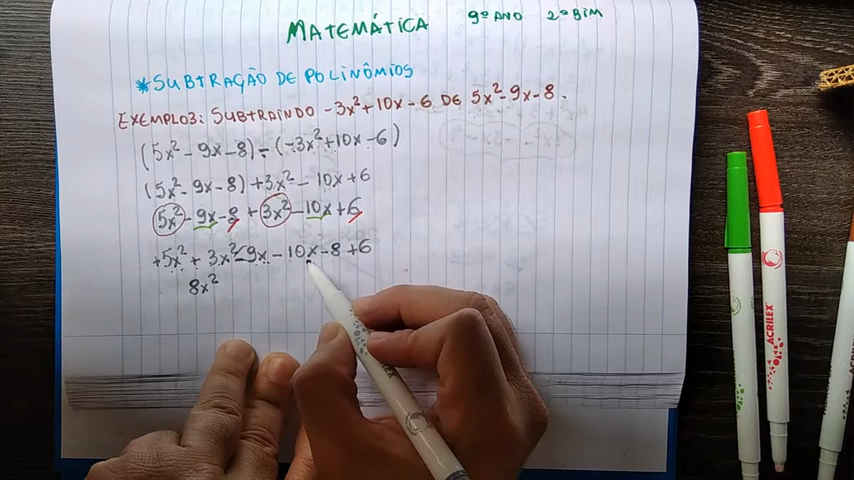 MATEMÁTICA 9º ANO 2º BIM
*SUBTRAÇÃO DE POLINÔMIOS
EXEMPLO3: SUBTRAINDO -3x²+10x-6 DE 5x²-9x-8.
(5x²-9x-8)-(-3x²+10x-6)
(5x²-9x-8)+3x²-10x+6
5x²-9x-8+3x²-10x+6
+5x²+3x²-9x-10x-8+6
8x²
ACRILEX